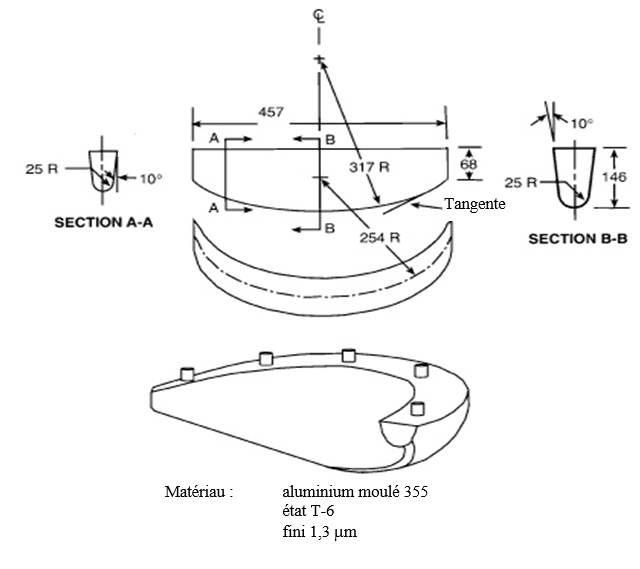 ℄
457
A
B
317 R
68
10°
25 R
10°
25 R
146
A
Tangente
SECTION A-A
B
254 R
SECTION B-B
Matériau : aluminium moulé 355
état T-6
fini 1,3 µm